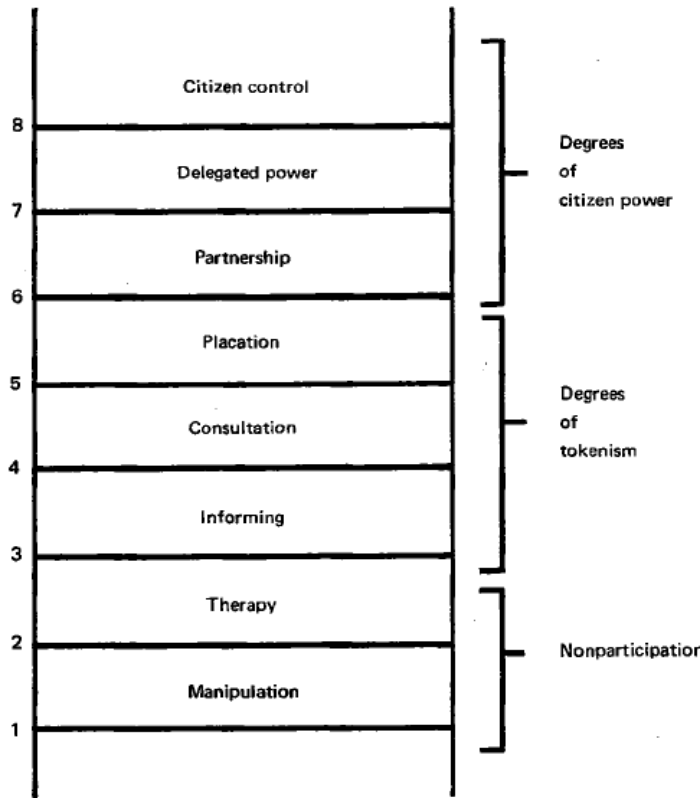 Citizen control
8
Delegated power
7
Partnership
6
Placation
5
Consultation
4
Informing
3
Therapy
2
Manipulation
1
Degrees
of
citizen power
Degrees
of
tokenism
Nonparticipation